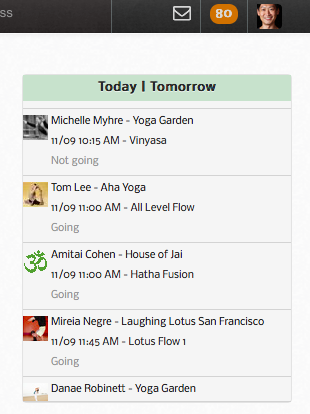 ss
80
Today | Tomorrow
Michelle Myhre - Yoga Garden
11/09 10:15 AM - Vinyasa
Not going
Tom Lee - Aha Yoga
11/09 11:00 AM - All Level Flow
Going
ॐ
Amitai Cohen - House of Jai
11/09 11:00 AM - Hatha Fusion
Going
Mireia Negre - Laughing Lotus San Francisco
11/09 11:45 AM - Lotus Flow 1
Going
Danae Robinett - Yoga Garden